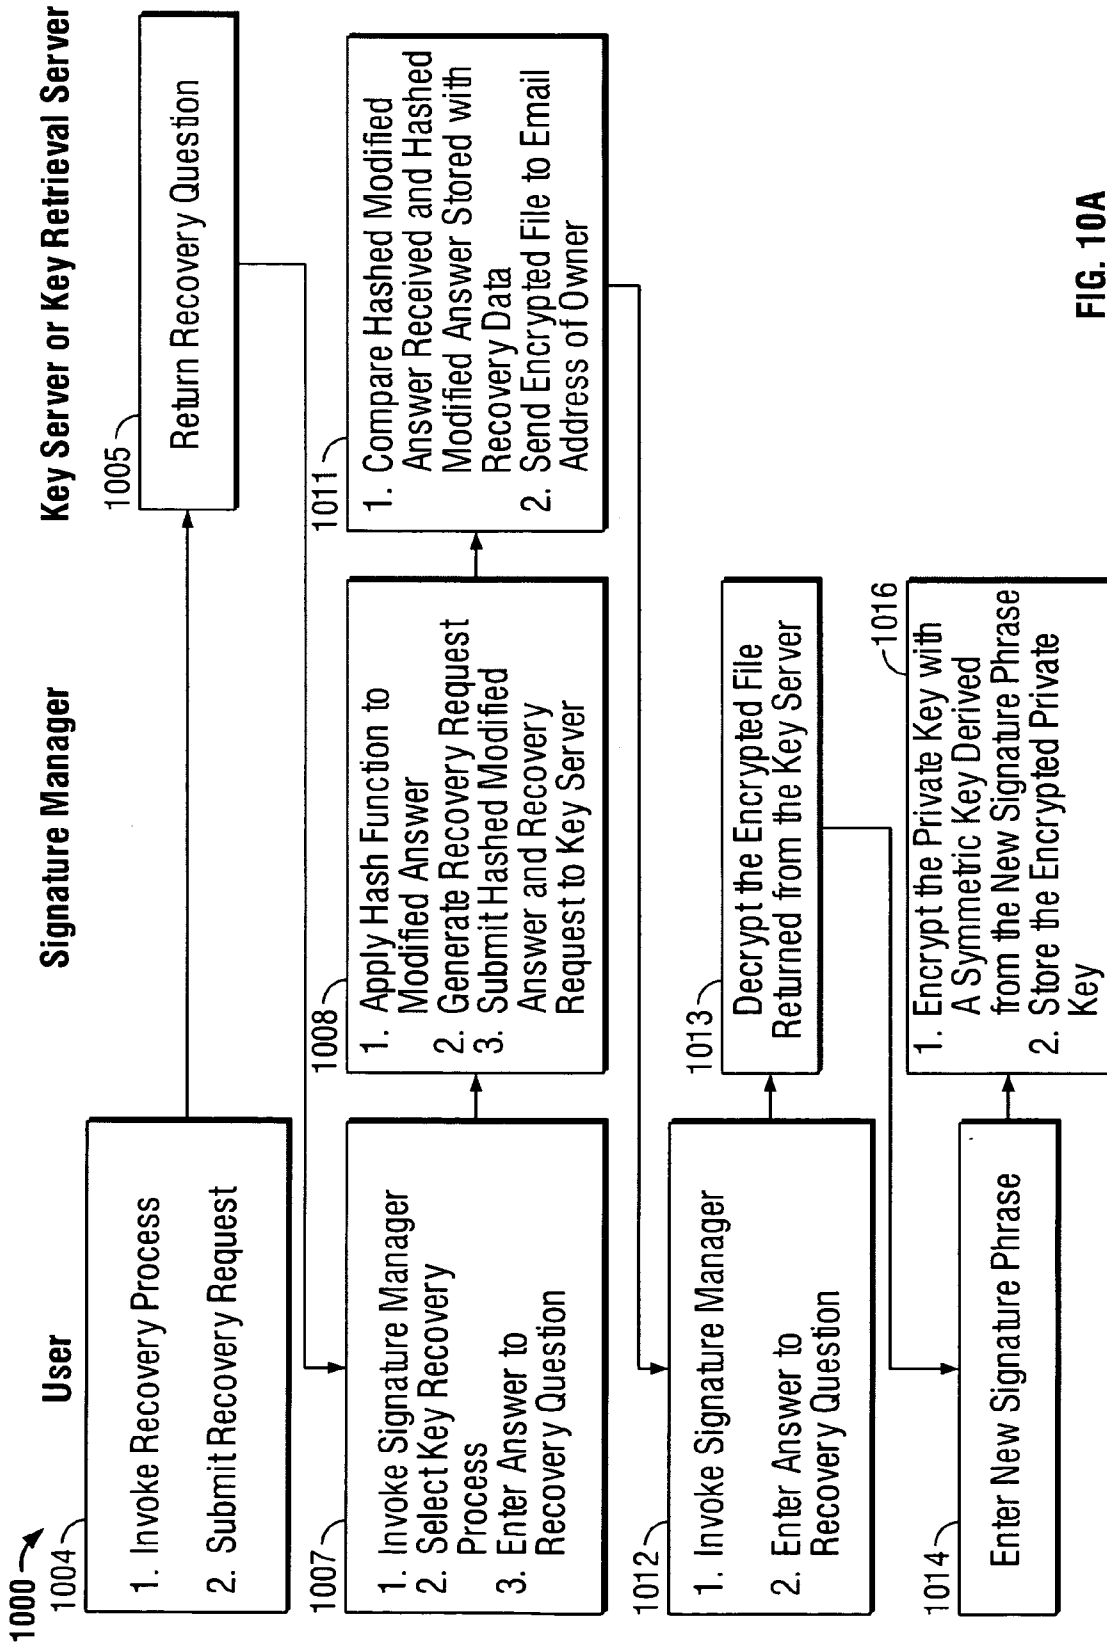 1000
User
Signature Manager
Key Server or Key Retrieval Server
1004
1. Invoke Recovery Process
2. Submit Recovery Request
1005
Return Recovery Question
1007
1. Invoke Signature Manager
2. Select Key Recovery
Process
3. Enter Answer to
Recovery Question
1008
1. Apply Hash Function to
Modified Answer
2. Generate Recovery Request
3. Submit Hashed Modified
Answer and Recovery
Request to Key Server
1011
1. Compare Hashed Modified
Answer Received and Hashed
Modified Answer Stored with
Recovery Data
2. Send Encrypted File to Email
Address of Owner
1012
1. Invoke Signature Manager
2. Enter Answer to
Recovery Question
1013
Decrypt the Encrypted File
Returned from the Key Server
1014
Enter New Signature Phrase
1016
1. Encrypt the Private Key with
A Symmetric Key Derived
from the New Signature Phrase
2. Store the Encrypted Private
Key
FIG. 10A